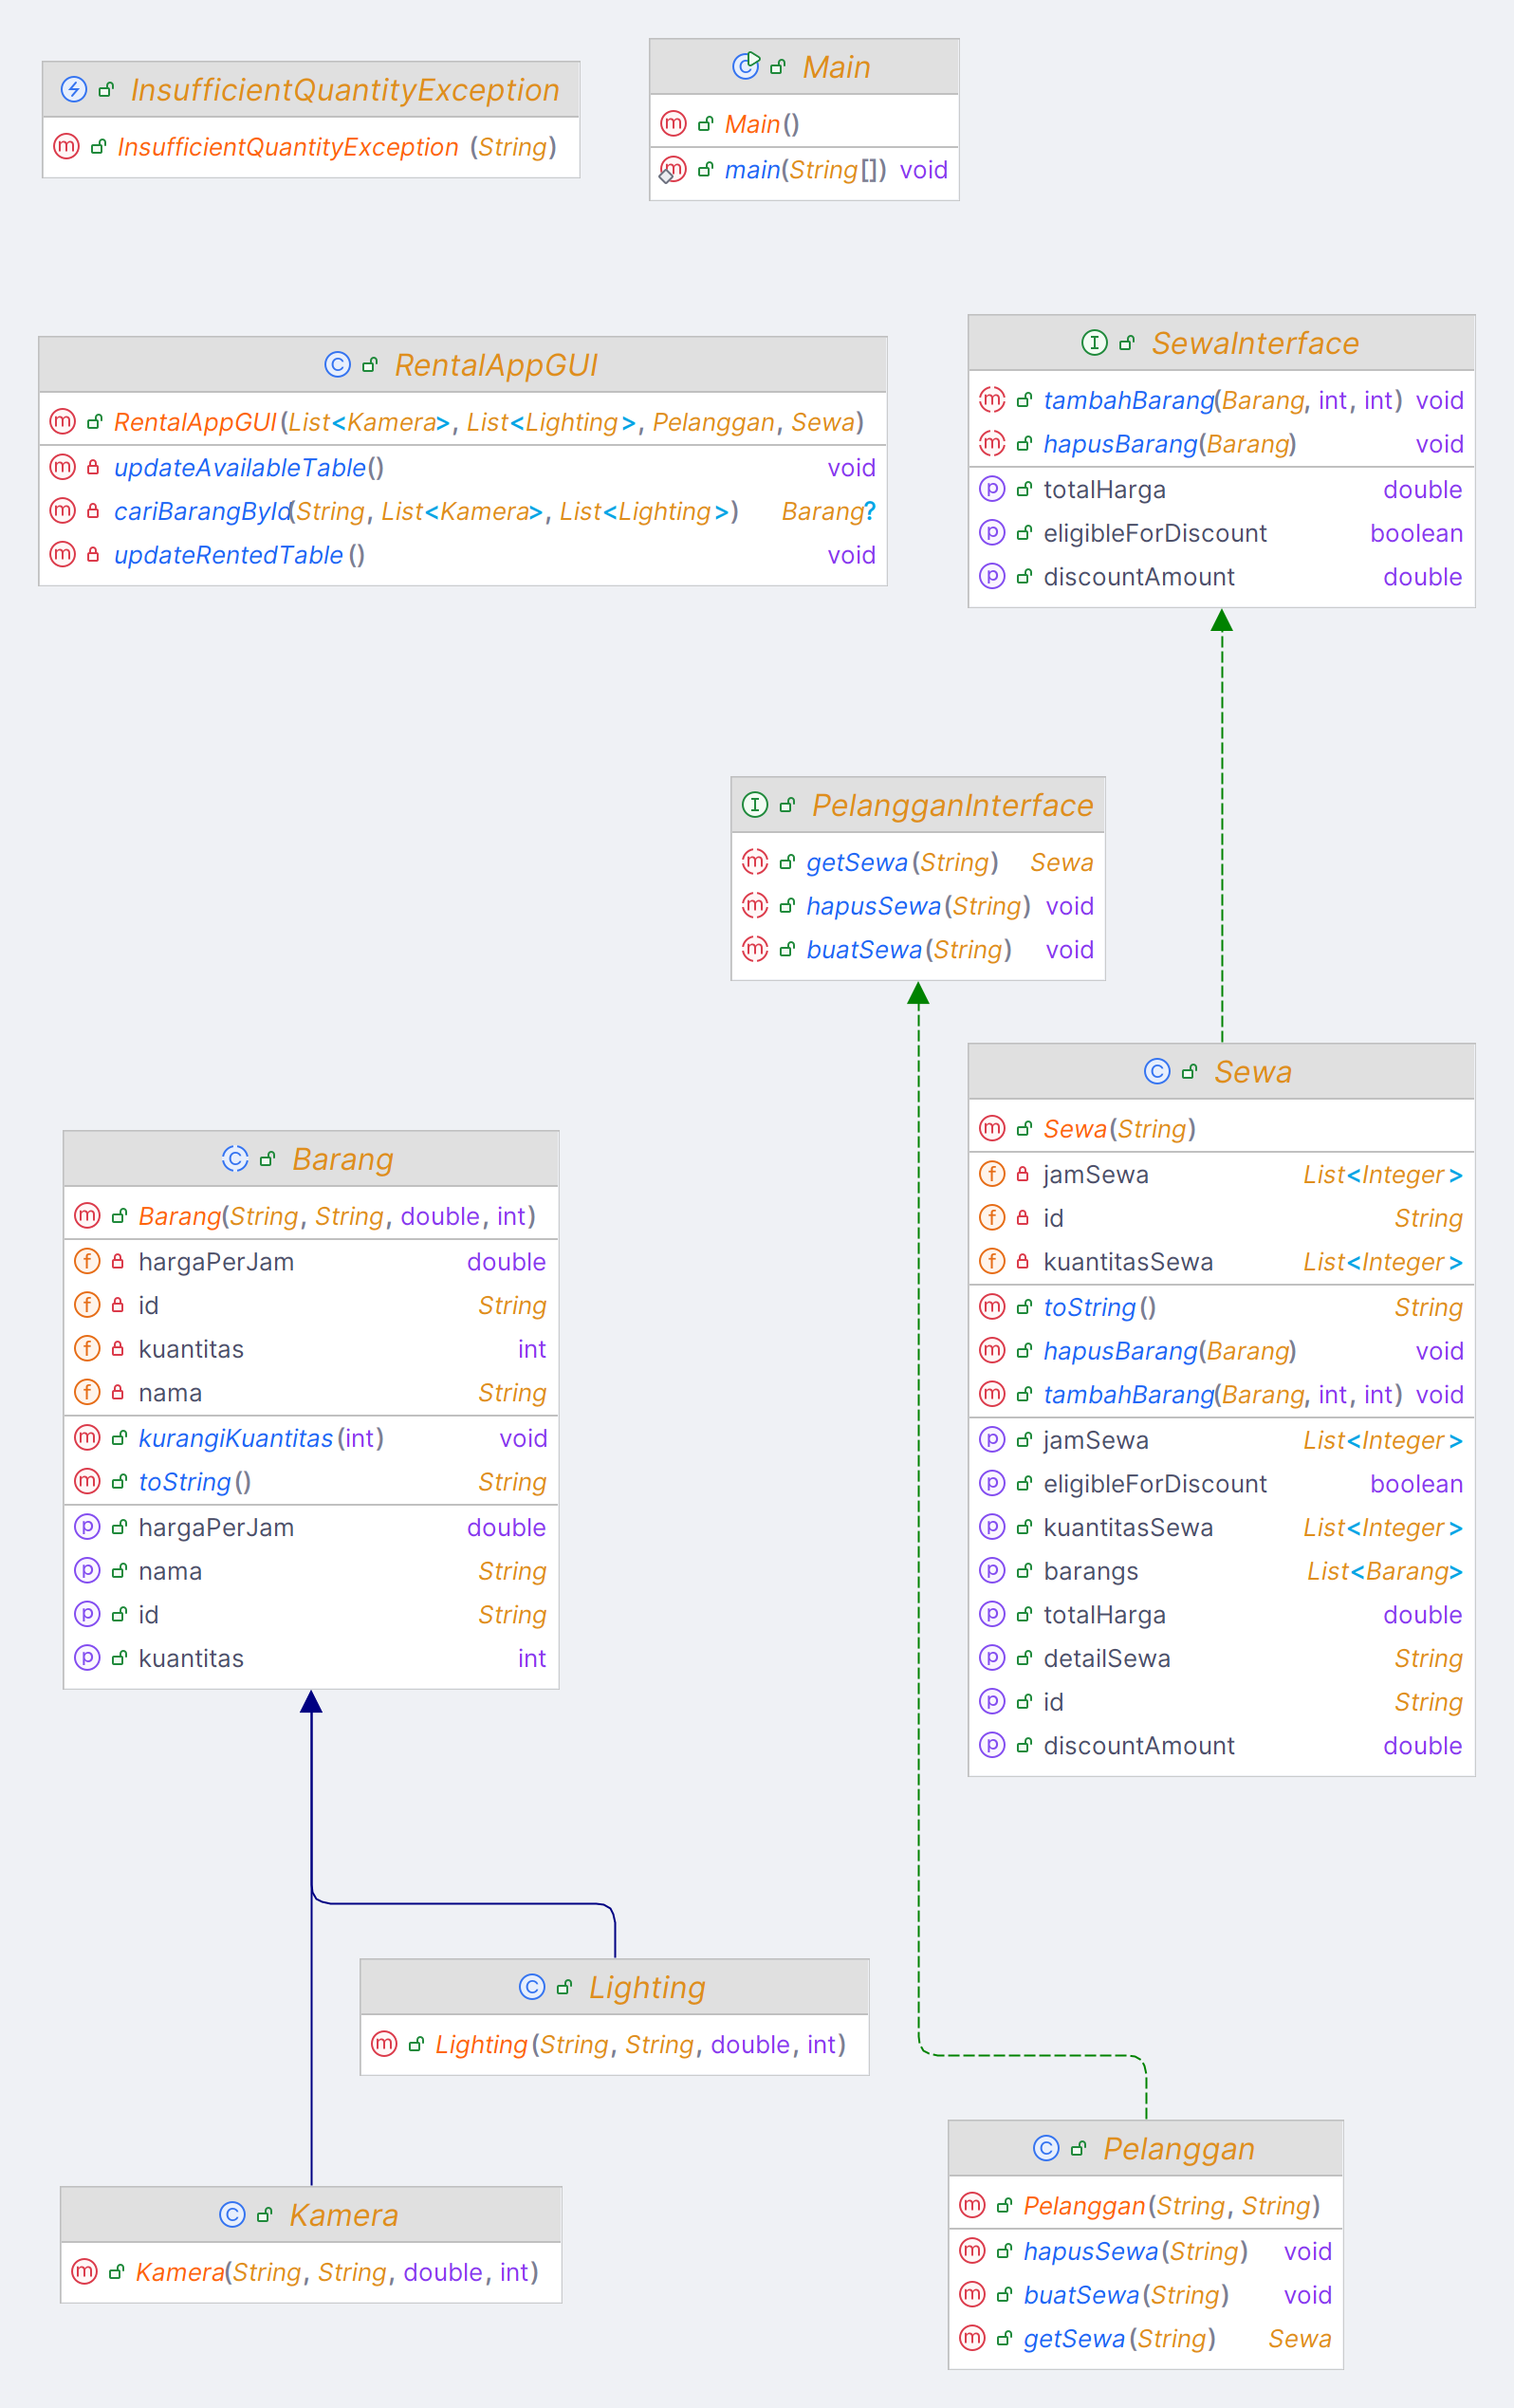 InsufficientQuantityException
InsufficientQuantityException (String)
Main
Main()
main(String[]) void
RentalAppGUI
RentalAppGUI(List<Kamera>, List<Lighting>, Pelanggan, Sewa)
updateAvailableTable() void
cariBarangById(String, List<Kamera>, List<Lighting>) Barang?
updateRentedTable () void
SewaInterface
tambahBarang(Barang, int, int) void
hapusBarang(Barang) void
totalHarga double
eligibleForDiscount boolean
discountAmount double
PelangganInterface
getSewa(String) Sewa
hapusSewa(String) void
buatSewa(String) void
Sewa
Sewa(String)
jamSewa List<Integer>
id String
kuantitasSewa List<Integer>
toString() String
hapusBarang(Barang) void
tambahBarang(Barang, int, int) void
jamSewa List<Integer>
eligibleForDiscount boolean
kuantitasSewa List<Integer>
barangs List<Barang>
totalHarga double
detailSewa String
id String
discountAmount double
Barang
Barang(String, String, double, int)
hargaPerJam double
id String
kuantitas int
nama String
kurangiKuantitas(int) void
toString() String
hargaPerJam double
nama String
id String
kuantitas int
Lighting
Lighting(String, String, double, int)
Kamera
Kamera(String, String, double, int)
Pelanggan
Pelanggan(String, String)
hapusSewa(String) void
buatSewa(String) void
getSewa(String) Sewa